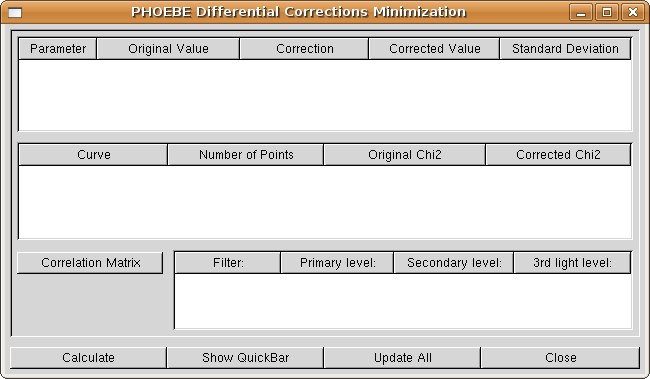 PHOEBE Differential Corrections Minimization
Parameter Original Value Correction Corrected Value Standard Deviation
Curve Number of Points Original Chi2 Corrected Chi2
Correlation Matrix Filter: Primary level: Secondary level: 3rd light level:
Calculate Show QuickBar Update All Close